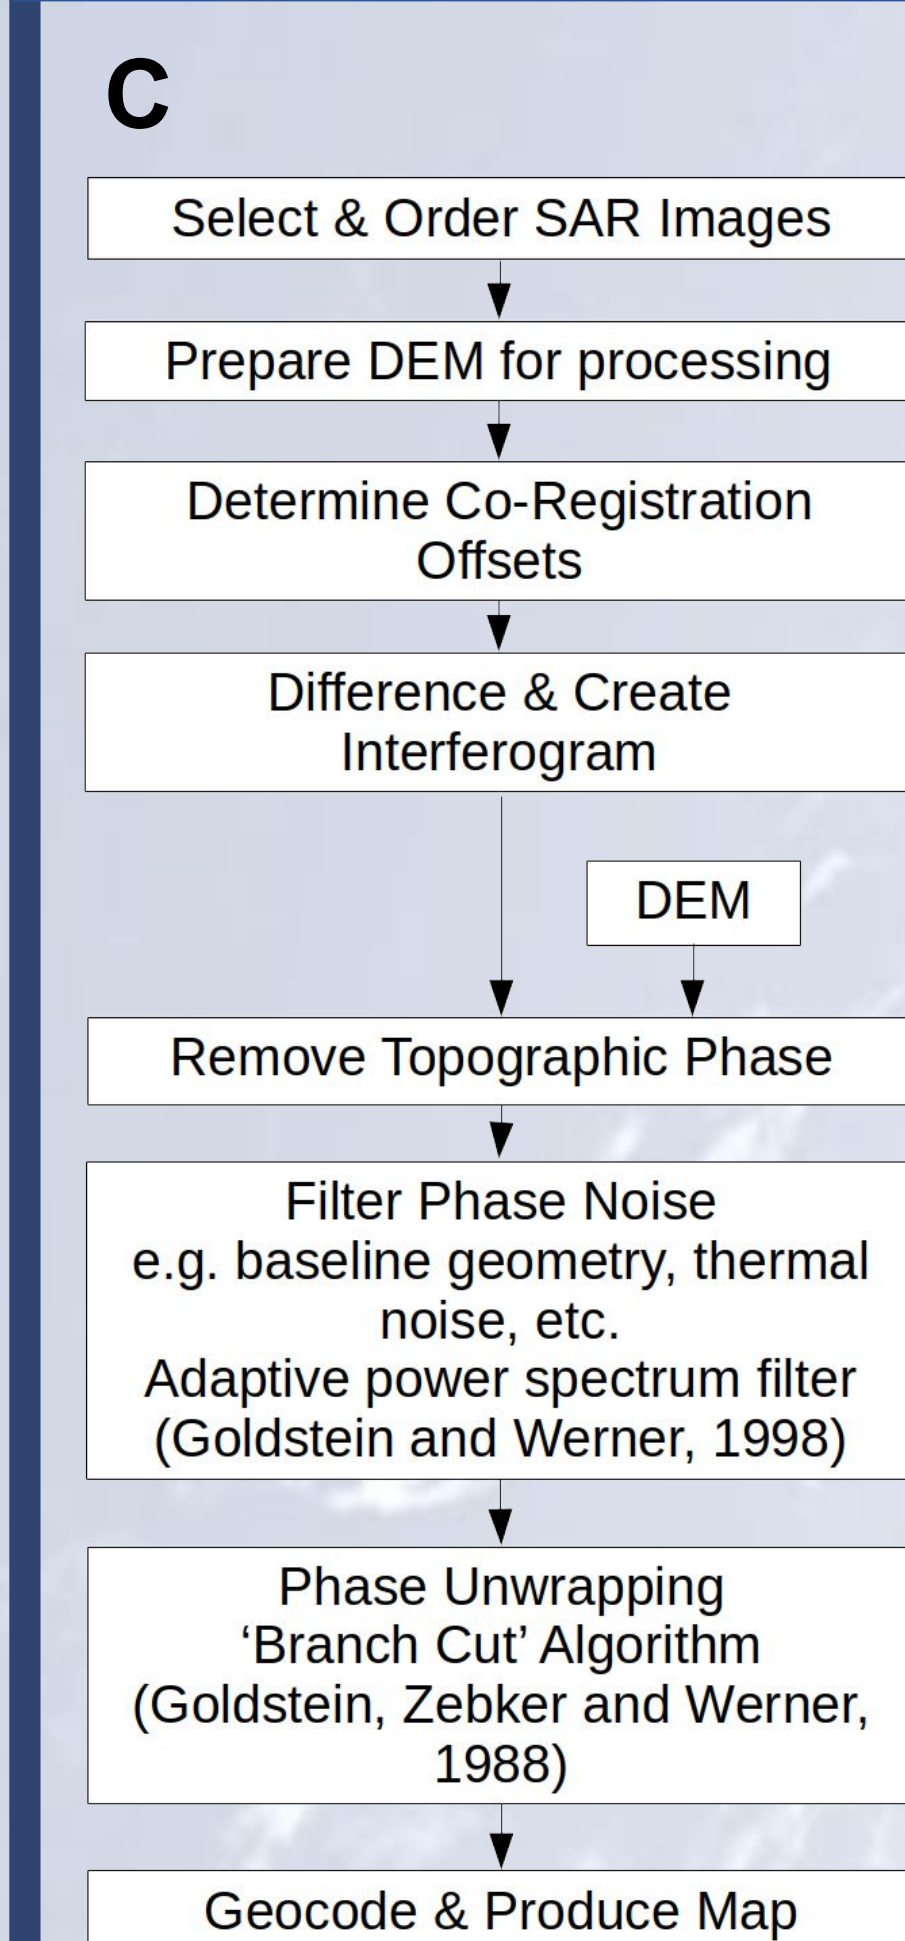 C
Select & Order SAR Images
Prepare DEM for processing
Determine Co-Registration
Offsets
Difference & Create
Interferogram
DEM
Remove Topographic Phase
Filter Phase Noise
e.g. baseline geometry, thermal
noise, etc.
Adaptive power spectrum filter
(Goldstein and Werner, 1998)
Phase Unwrapping
‘Branch Cut’ Algorithm
(Goldstein, Zebker and Werner,
1988)
Geocode & Produce Map